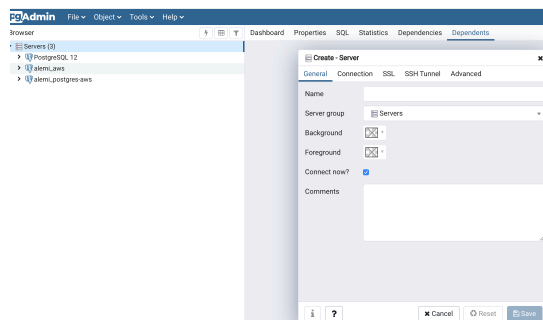 pgAdmin File Object Tools Help
Browser Dashboard Properties SQL Statistics Dependencies Dependents
Servers (3)
PostgreSQL 12
alemi_aws
alemi_postgres-aws
Create - Server
General Connection SSL SSH Tunnel Advanced
Name
Server group Servers
Background
Foreground
Connect now?
Comments
i ? Cancel Reset Save